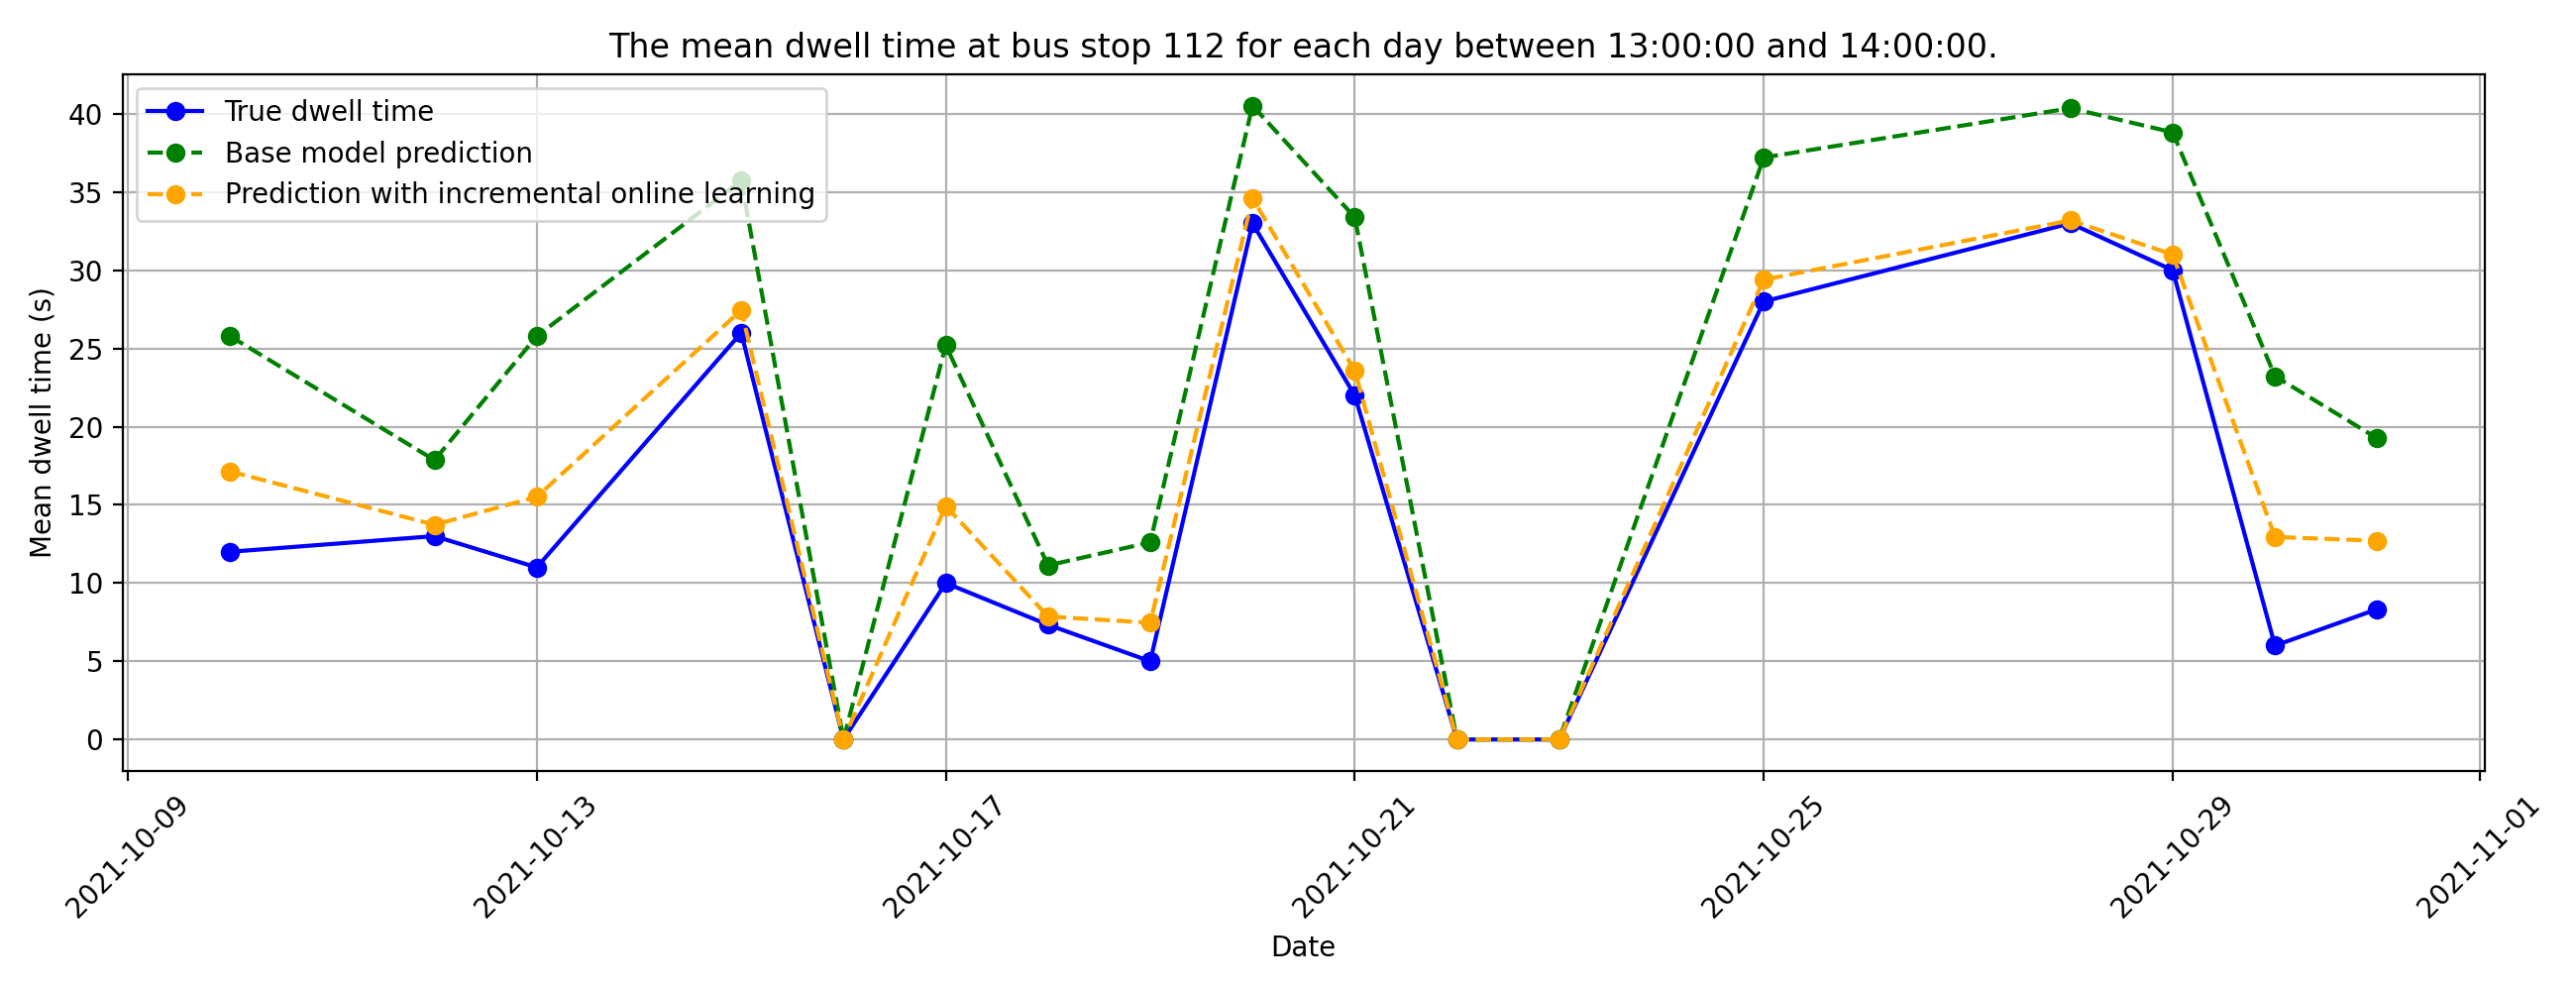 The mean dwell time at bus stop 112 for each day between 13:00:00 and 14:00:00.
True dwell time
Base model prediction
Prediction with incremental online learning
Mean dwell time (s)
40
35
30
25
20
15
10
5
0
2021-10-09
2021-10-13
2021-10-17
2021-10-21
2021-10-25
2021-10-29
2021-11-01
Date